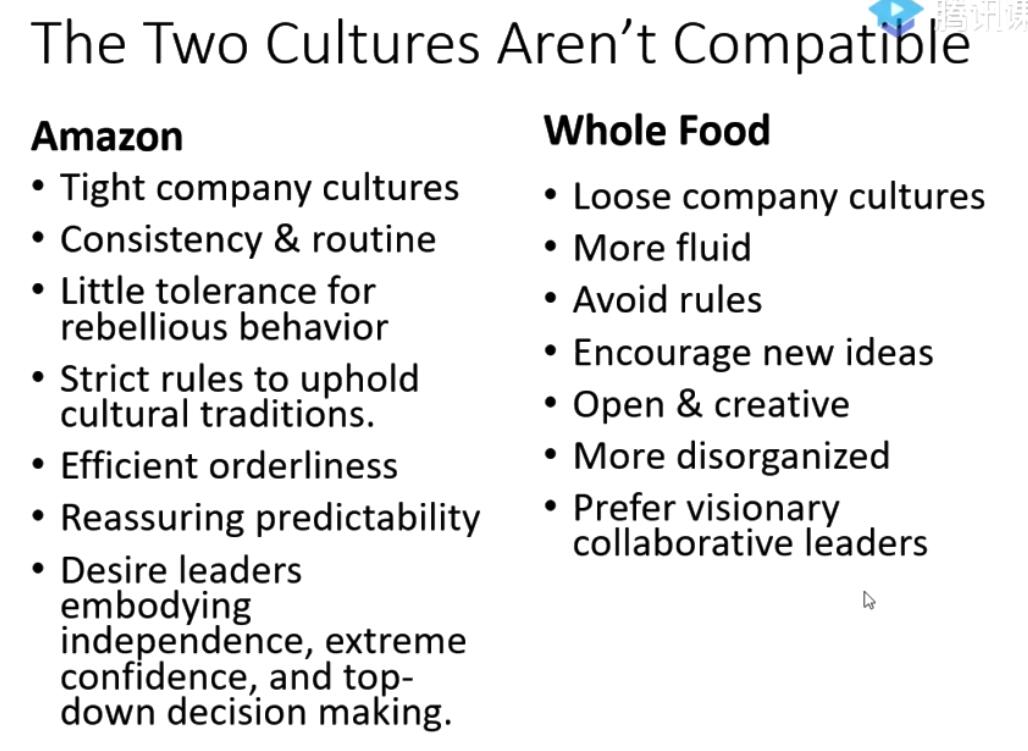 The Two Cultures Aren't Compatible
腾讯课
Amazon
• Tight company cultures
• Consistency & routine
• Little tolerance for
rebellious behavior
• Strict rules to uphold
cultural traditions.
• Efficient orderliness
• Reassuring predictability
• Desire leaders
embodying
independence, extreme
confidence, and top-
down decision making.
Whole Food
• Loose company cultures
• More fluid
• Avoid rules
• Encourage new ideas
• Open & creative
• More disorganized
• Prefer visionary
collaborative leaders